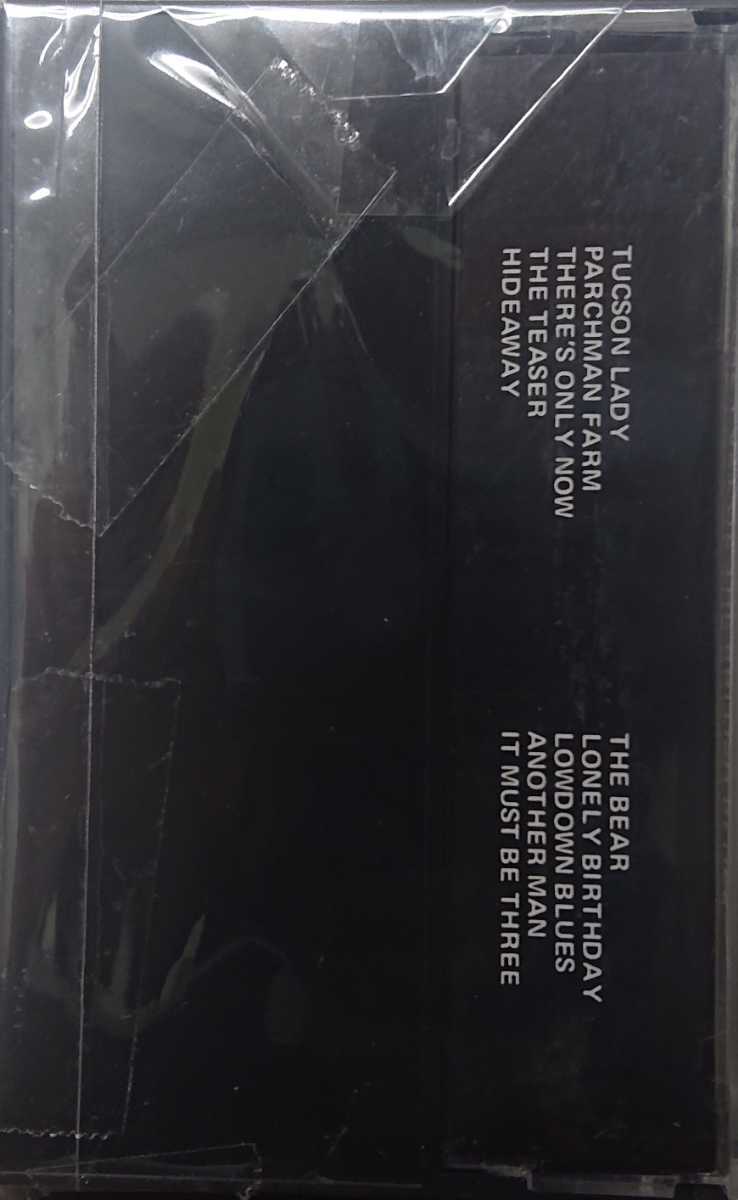 TUCSON LADY
PARCHMAN FARM
THERE'S ONLY NOW
THE TEASER
HIDEAWAY
THE BEAR
LONELY BIRTHDAY
LOWDOWN BLUES
ANOTHER MAN
IT MUST BE THREE